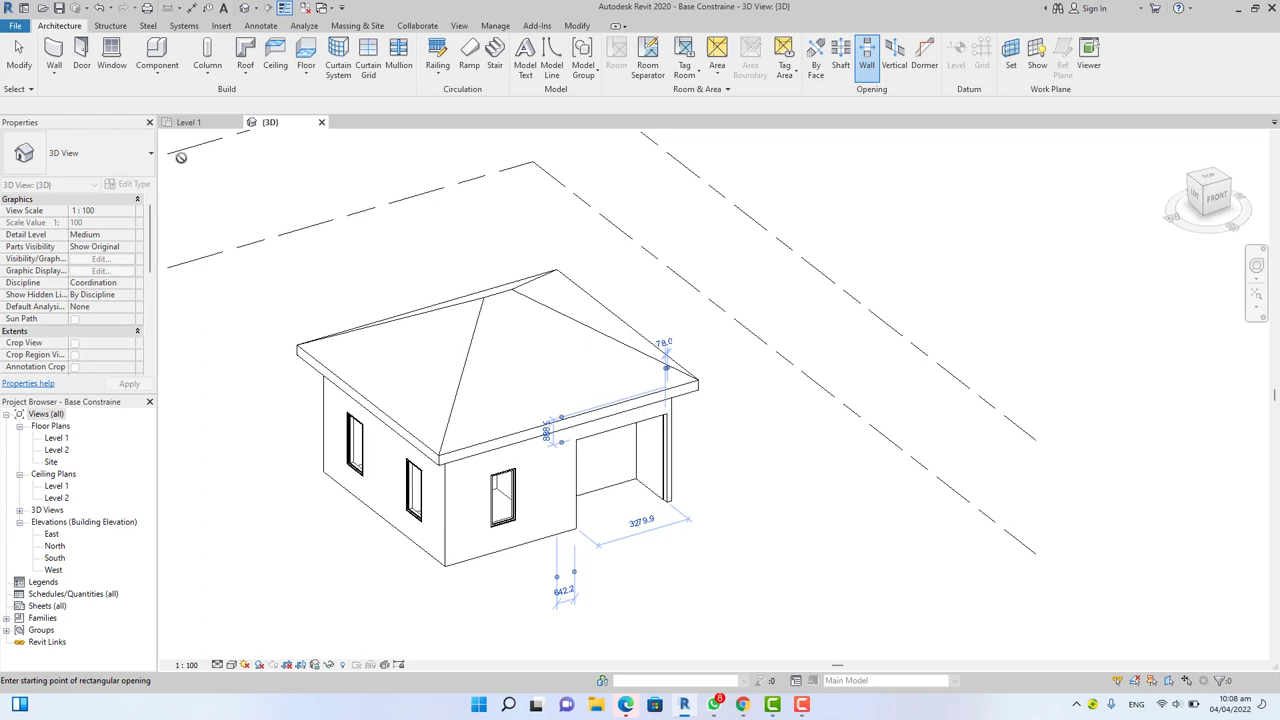 Autodesk Revit 2020 - Base Constraine - 3D View: {3D}
Sign In
File Architecture Structure Steel Systems Insert Annotate Analyze Massing & Site Collaborate View Manage Add-Ins Modify
Modify Wall Door Window Component Column Roof Ceiling Floor Curtain System Curtain Grid Mullion Railing Ramp Stair Model Text Model Line Model Group Room Room Separator Tag Room Area Area Boundary Tag Area By Face Shaft Wall Vertical Dormer Level Grid Set Show Ref Plane Viewer
Select Build Circulation Model Room & Area Opening Datum Work Plane
Properties
Level 1
{3D}
3D View
3D View: {3D}
Edit Type
Graphics
View Scale 1 : 100
Scale Value 1: 100
Detail Level Medium
Parts Visibility Show Original
Visibility/Graph... Edit...
Graphic Display... Edit...
Discipline Coordination
Show Hidden Li... By Discipline
Default Analysi... None
Sun Path
Extents
Crop View
Crop Region Vi...
Annotation Crop
Properties help
Apply
Project Browser - Base Constraine
Views (all)
Floor Plans
Level 1
Level 2
Site
Ceiling Plans
Level 1
Level 2
3D Views
Elevations (Building Elevation)
East
North
South
West
Legends
Schedules/Quantities (all)
Sheets (all)
Families
Groups
Revit Links
TOP
FRONT
78.0
3279.9
642.2
1 : 100
Enter starting point of rectangular opening
:0
Main Model
:0
8
ENG
10:08 am
04/04/2022